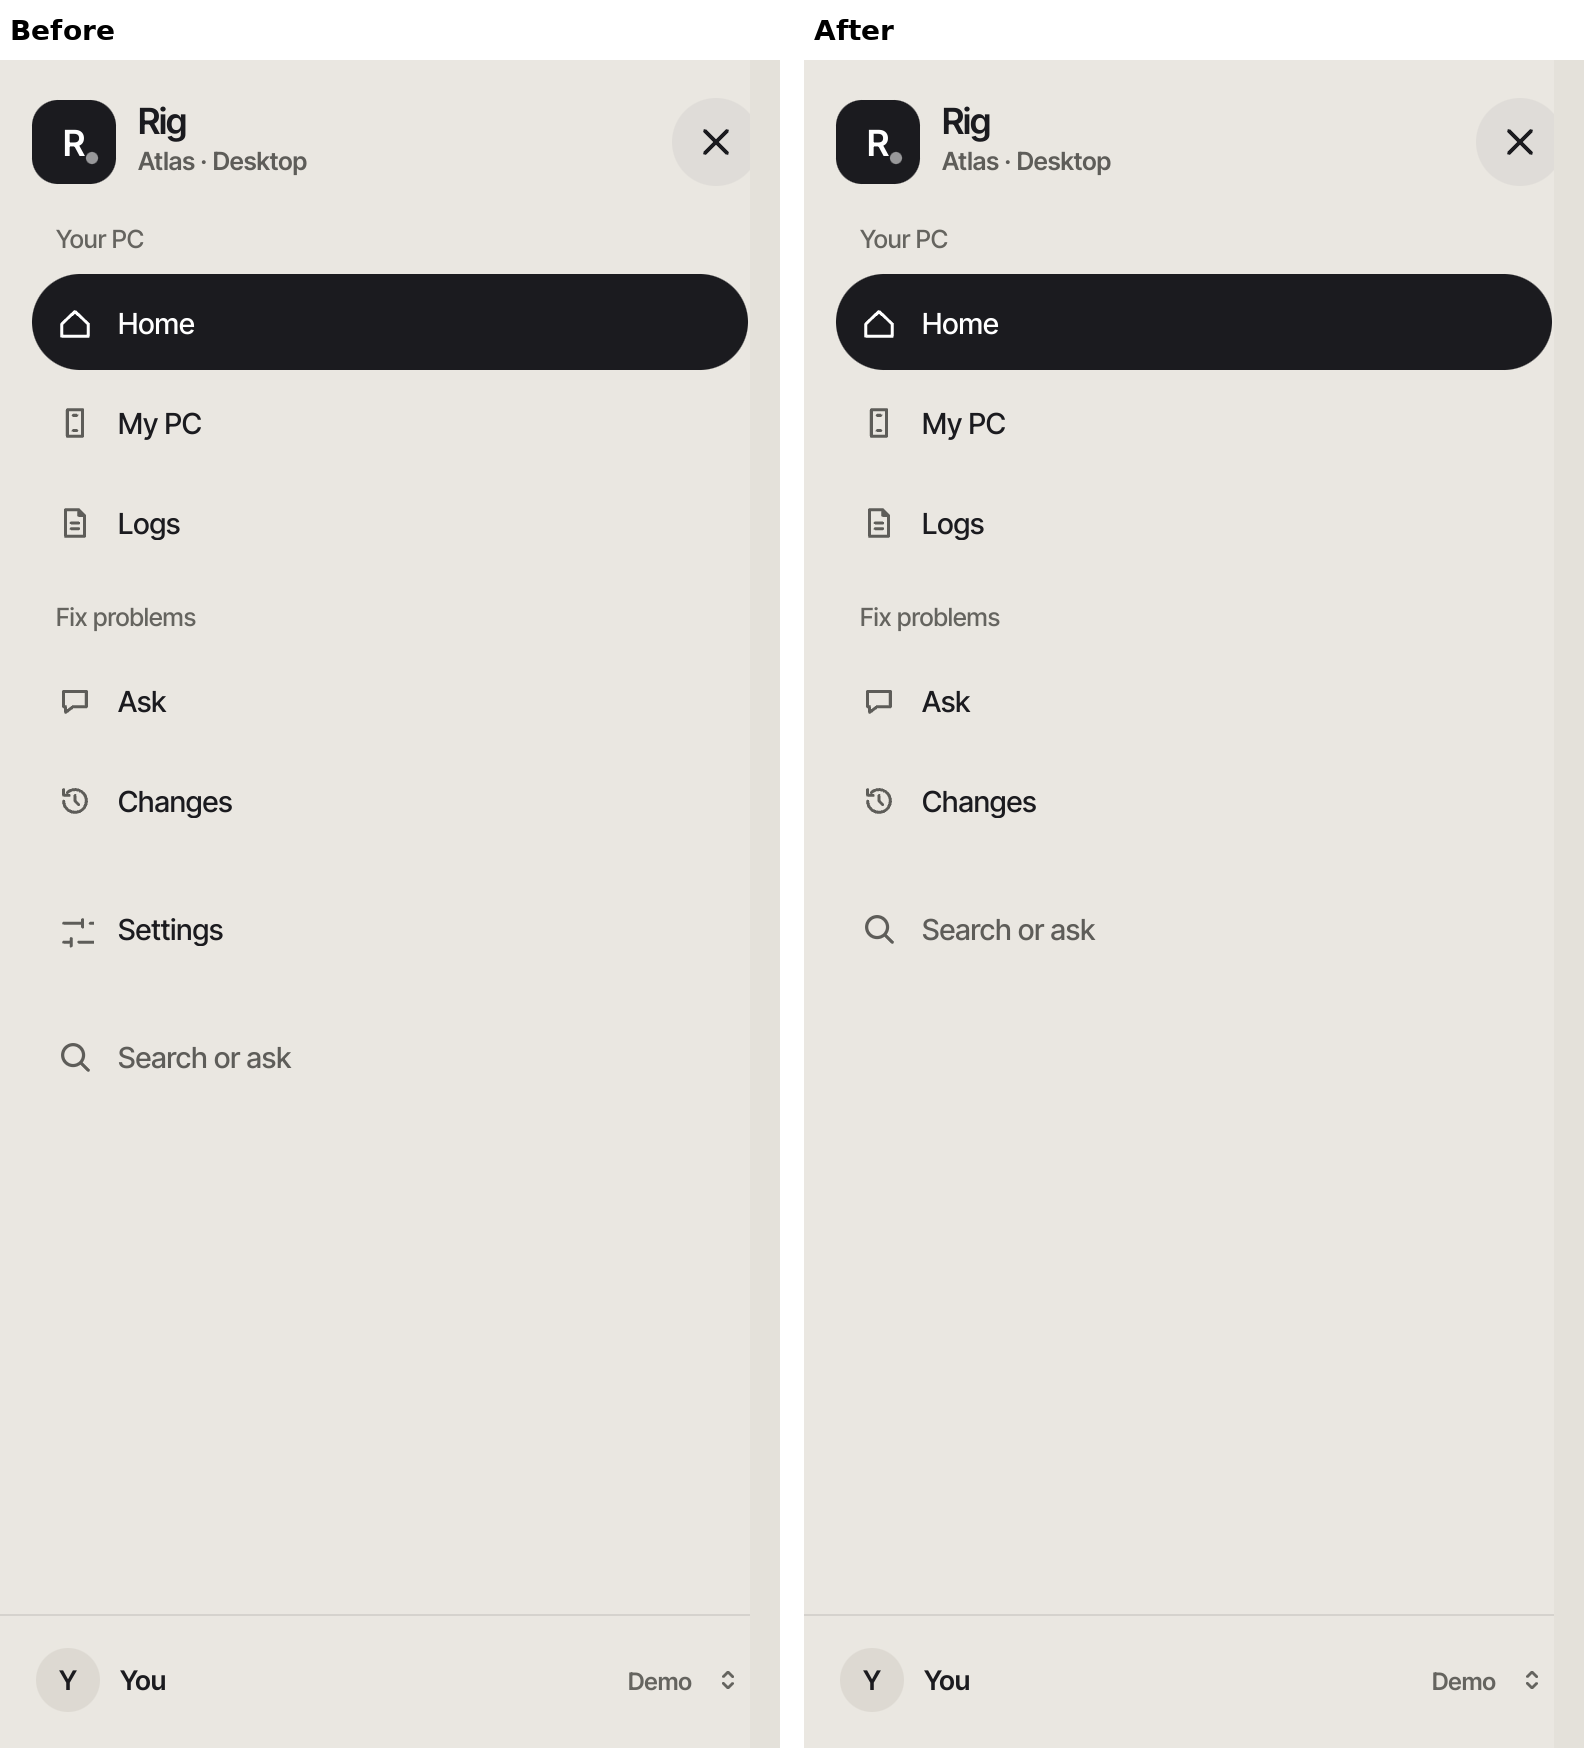 Before
R
Rig
Atlas · Desktop
Your PC
Home
My PC
Logs
Fix problems
Ask
Changes
Settings
Search or ask
Y
You
Demo
After
R
Rig
Atlas · Desktop
Your PC
Home
My PC
Logs
Fix problems
Ask
Changes
Search or ask
Y
You
Demo